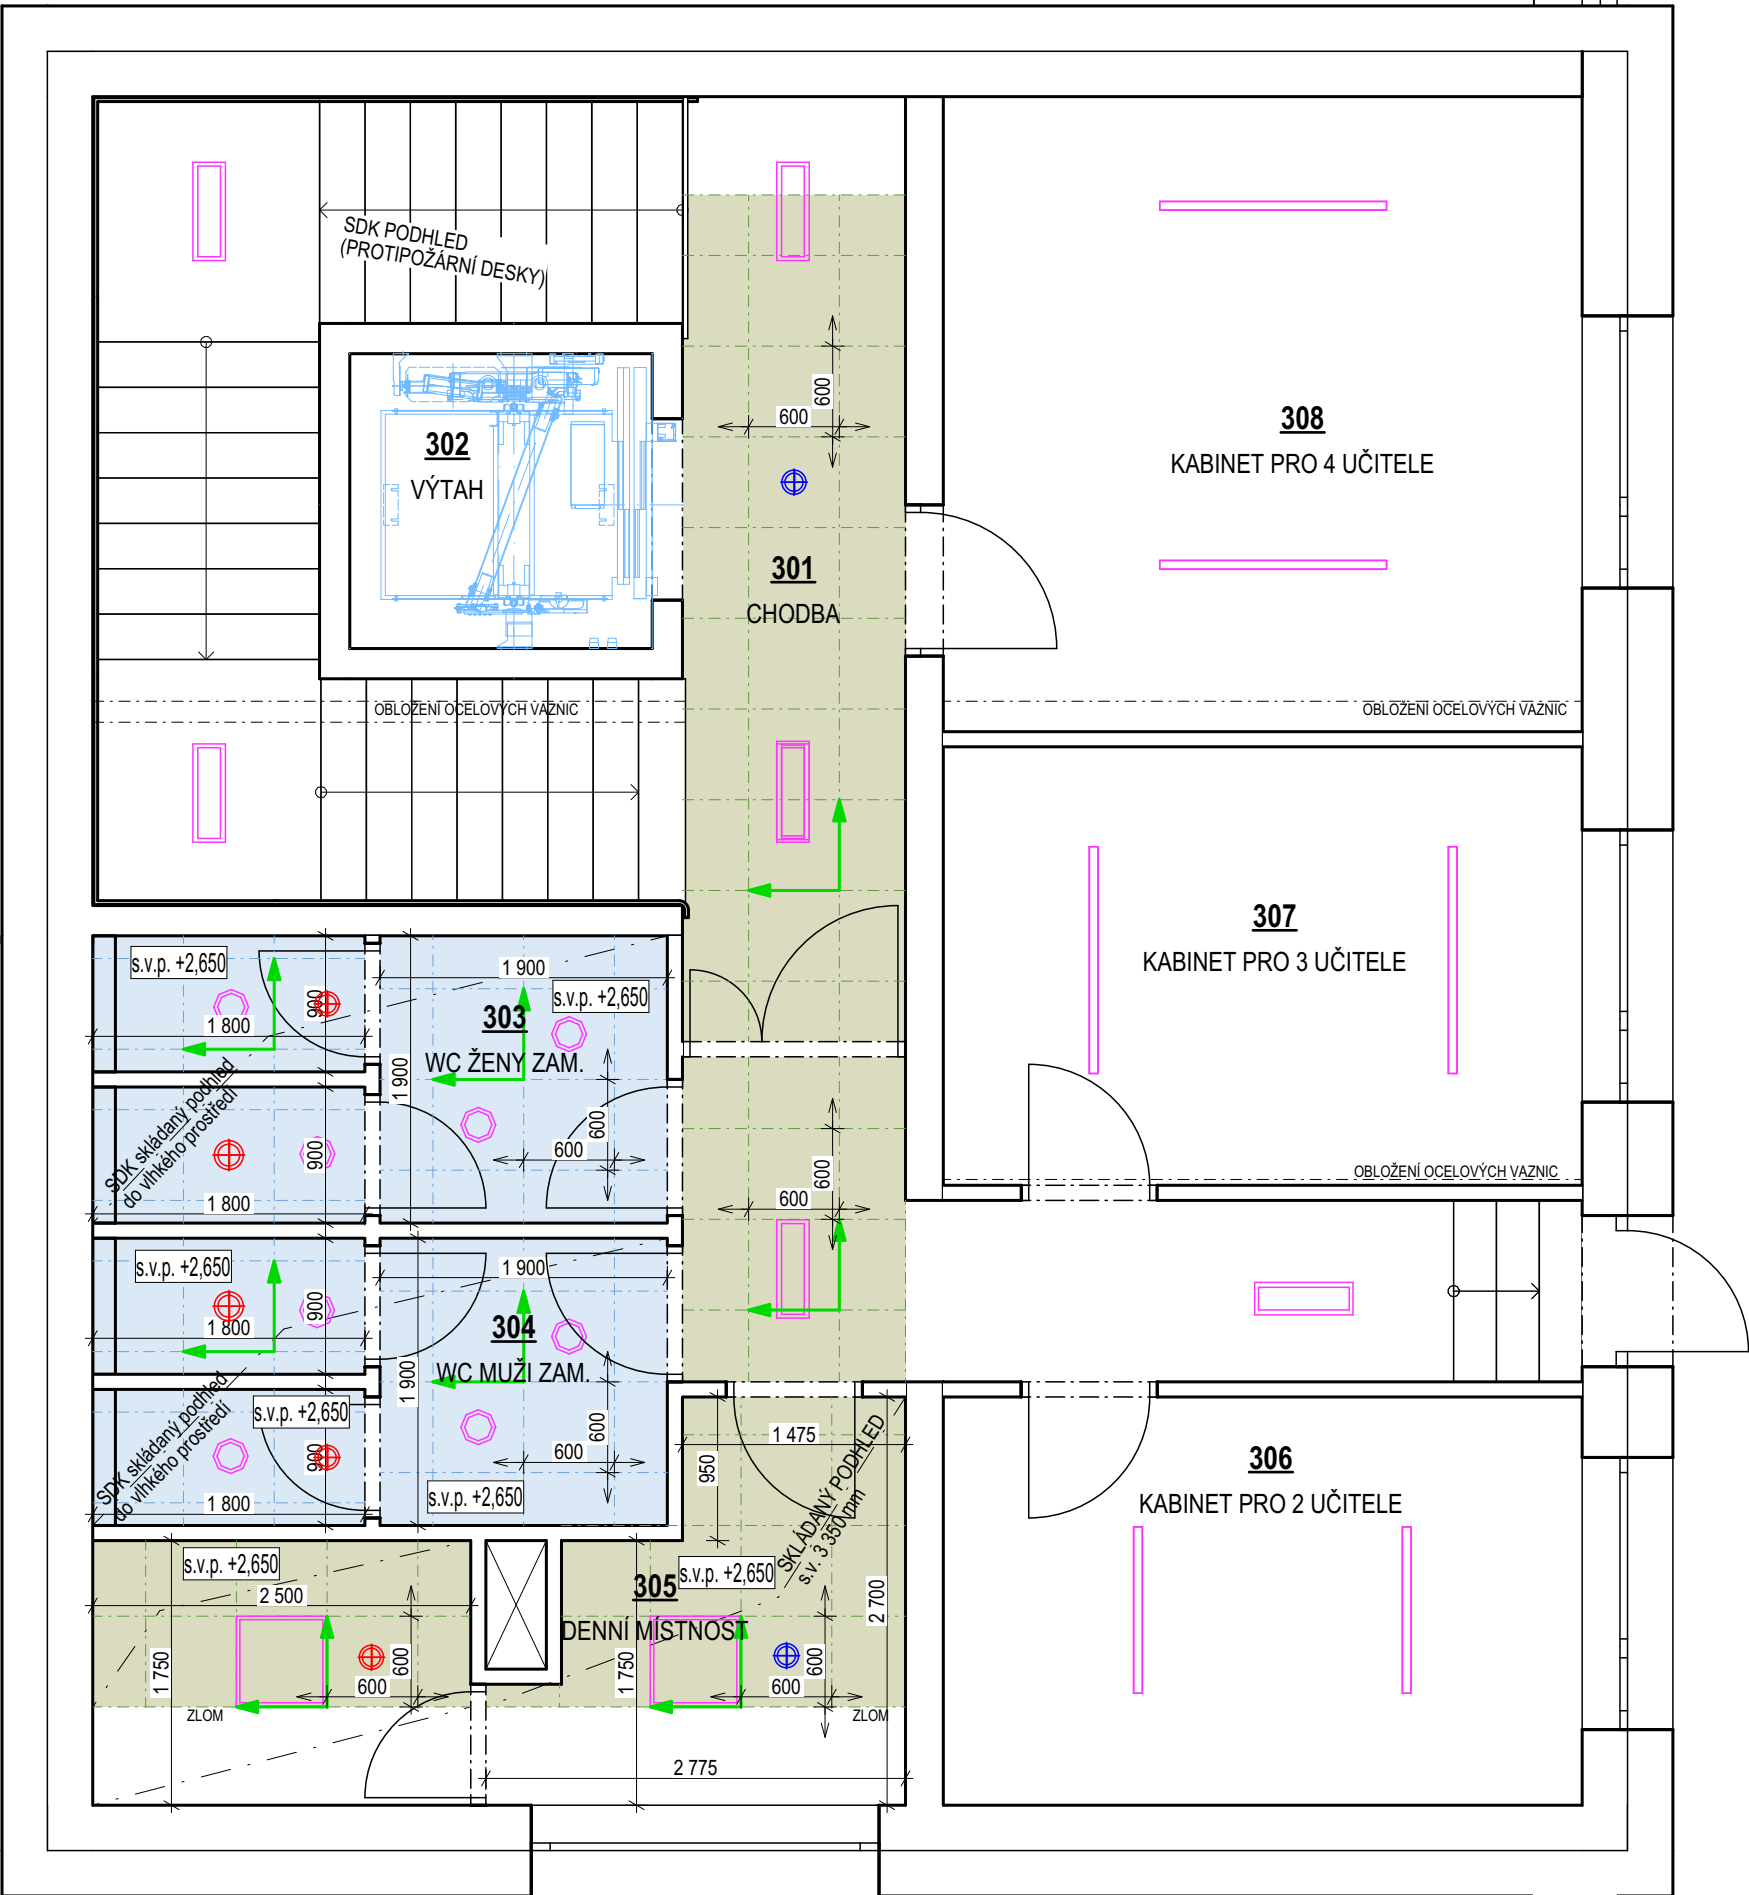 SDK PODHLED
(PROTIPOŽÁRNÍ DESKY)
302
VÝTAH
600
600
301
CHODBA
308
KABINET PRO 4 UČITELE
OBLOŽENÍ OCELOVÝCH VAZNIC
OBLOŽENÍ OCELOVÝCH VAZNIC
307
KABINET PRO 3 UČITELE
OBLOŽENÍ OCELOVÝCH VAZNIC
s.v.p. +2,650
900
1 800
1 900
s.v.p. +2,650
303
WC ŽENY ZAM.
1 900
600
600
SDK skládaný podhled
do vlhkého prostředí
900
1 800
600
600
s.v.p. +2,650
900
1 800
1 900
304
WC MUŽI ZAM.
1 900
600
600
s.v.p. +2,650
SDK skládaný podhled
do vlhkého prostředí
s.v.p. +2,650
900
1 800
1 475
950
SKLÁDANÝ PODHLED
s.v. 3 350 mm
306
KABINET PRO 2 UČITELE
s.v.p. +2,650
2 500
1 750
600
600
ZLOM
305
DENNÍ MÍSTNOST
s.v.p. +2,650
2 700
1 750
600
600
ZLOM
2 775